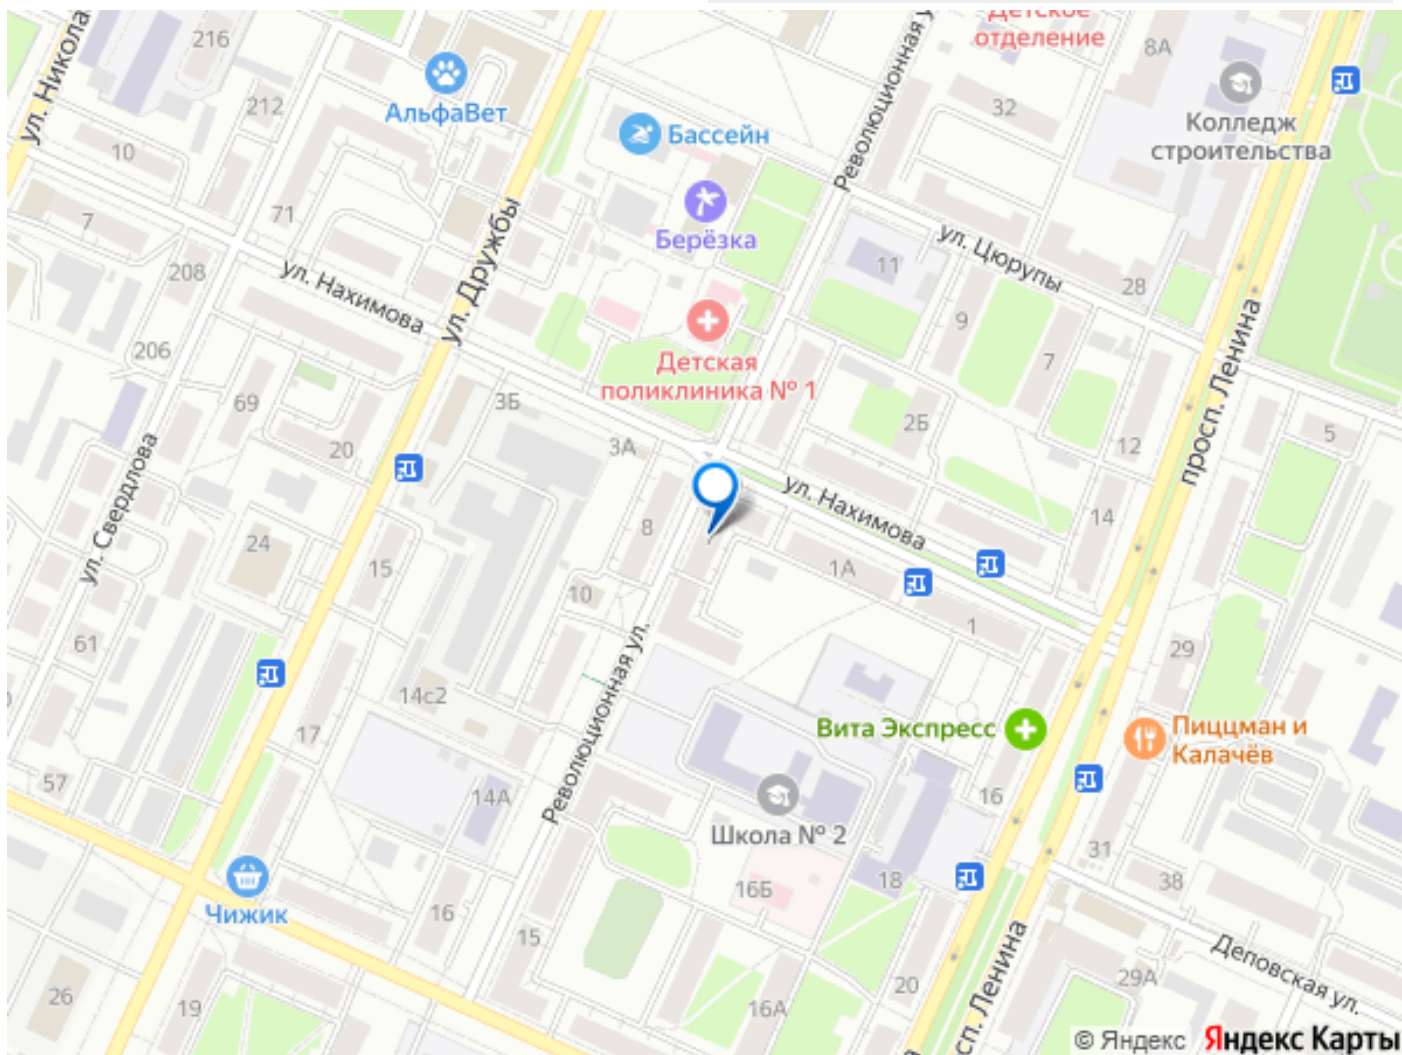 Детское
отделение
216
ул. Никола
8А
АльфаВет
212
Бассейн
Революционная у
32
Колледж
строительства
10
71
7
Берёзка
ул. Цюрупы
ул. Дружбы
208
ул. Нахимова
11
28
206
9
7
просп. Ленина
Детская
поликлиника № 1
69
3Б
2Б
20
3А
12
5
ул. Свердлова
ул. Нахимова
8
14
24
15
1А
10
1
61
Революционная ул.
29
14с2
17
Вита Экспресс
Пиццман и
Калачёв
57
14А
Революционная ул.
16
Школа № 2
31
16Б
18
38
Чижик
16
15
Деповская ул.
26
19
16А
20
29А
сп. Ленина
© Яндекс Яндекс Карты